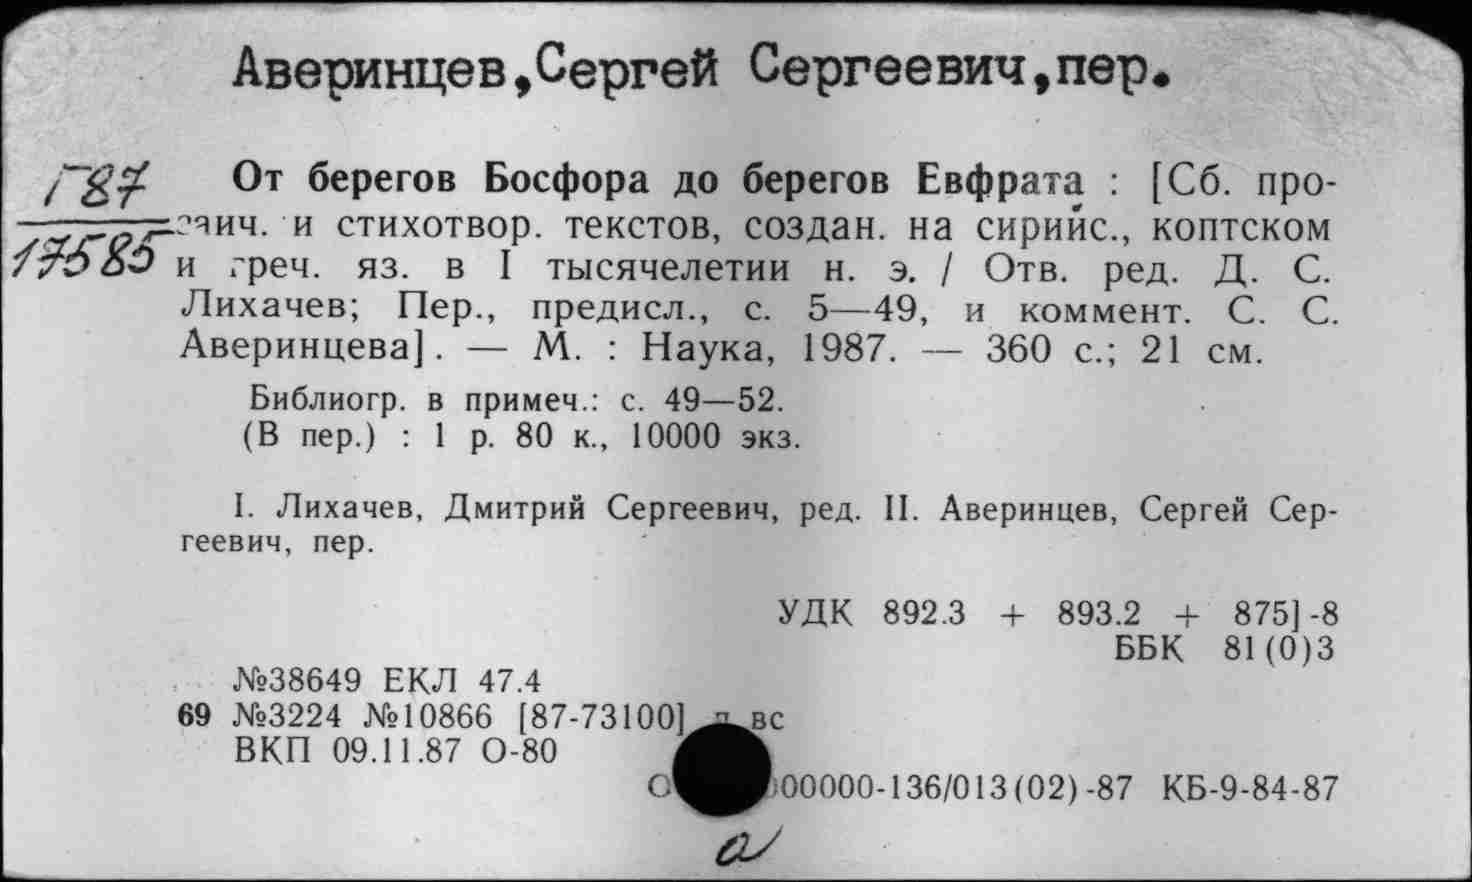 Аверинцев,Сергей Сергеевич,пер.
Г87
17585
От берегов Босфора до берегов Евфрата : [Сб. про-
и стихотвор. текстов, создан. на сирийс., коптском
и греч. яз. в I тысячелетии н. э. / Отв. ред. Д. С.
Лихачев; Пер., предисл., с. 5—49, и коммент. С. С.
Аверинцева]. — М. : Наука, 1987. — 360 с.; 21 см.
Библиогр. в примеч.: с. 49—52.
(В пер.) : 1 р. 80 к., 10000 экз.
I. Лихачев, Дмитрий Сергеевич, ред. II. Аверинцев, Сергей Сер-
геевич, пер.
УДК 892.3 + 893.2 + 875]-8
ББК 81(0)3
№38649 ЕКЛ 47.4
69 №3224 №10866 [87-73100] вс
ВКП 09.11.87 О-80
00000-136/013(02)-87 КБ-9-84-87